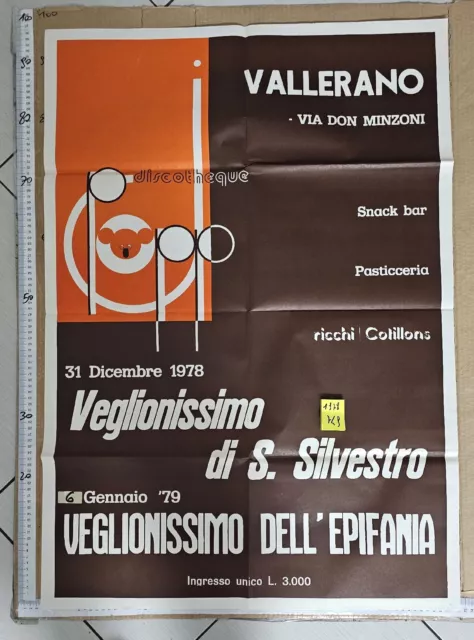 VALLERANO
- VIA DON MINZONI
discotheque
Snack bar
Pasticceria
ricchi Cotillons
31 Dicembre 1978
Veglionissimo
di S. Silvestro
1978
6 Gennaio '79
VEGLIONISSIMO DELL'EPIFANIA
Ingresso unico L. 3.000